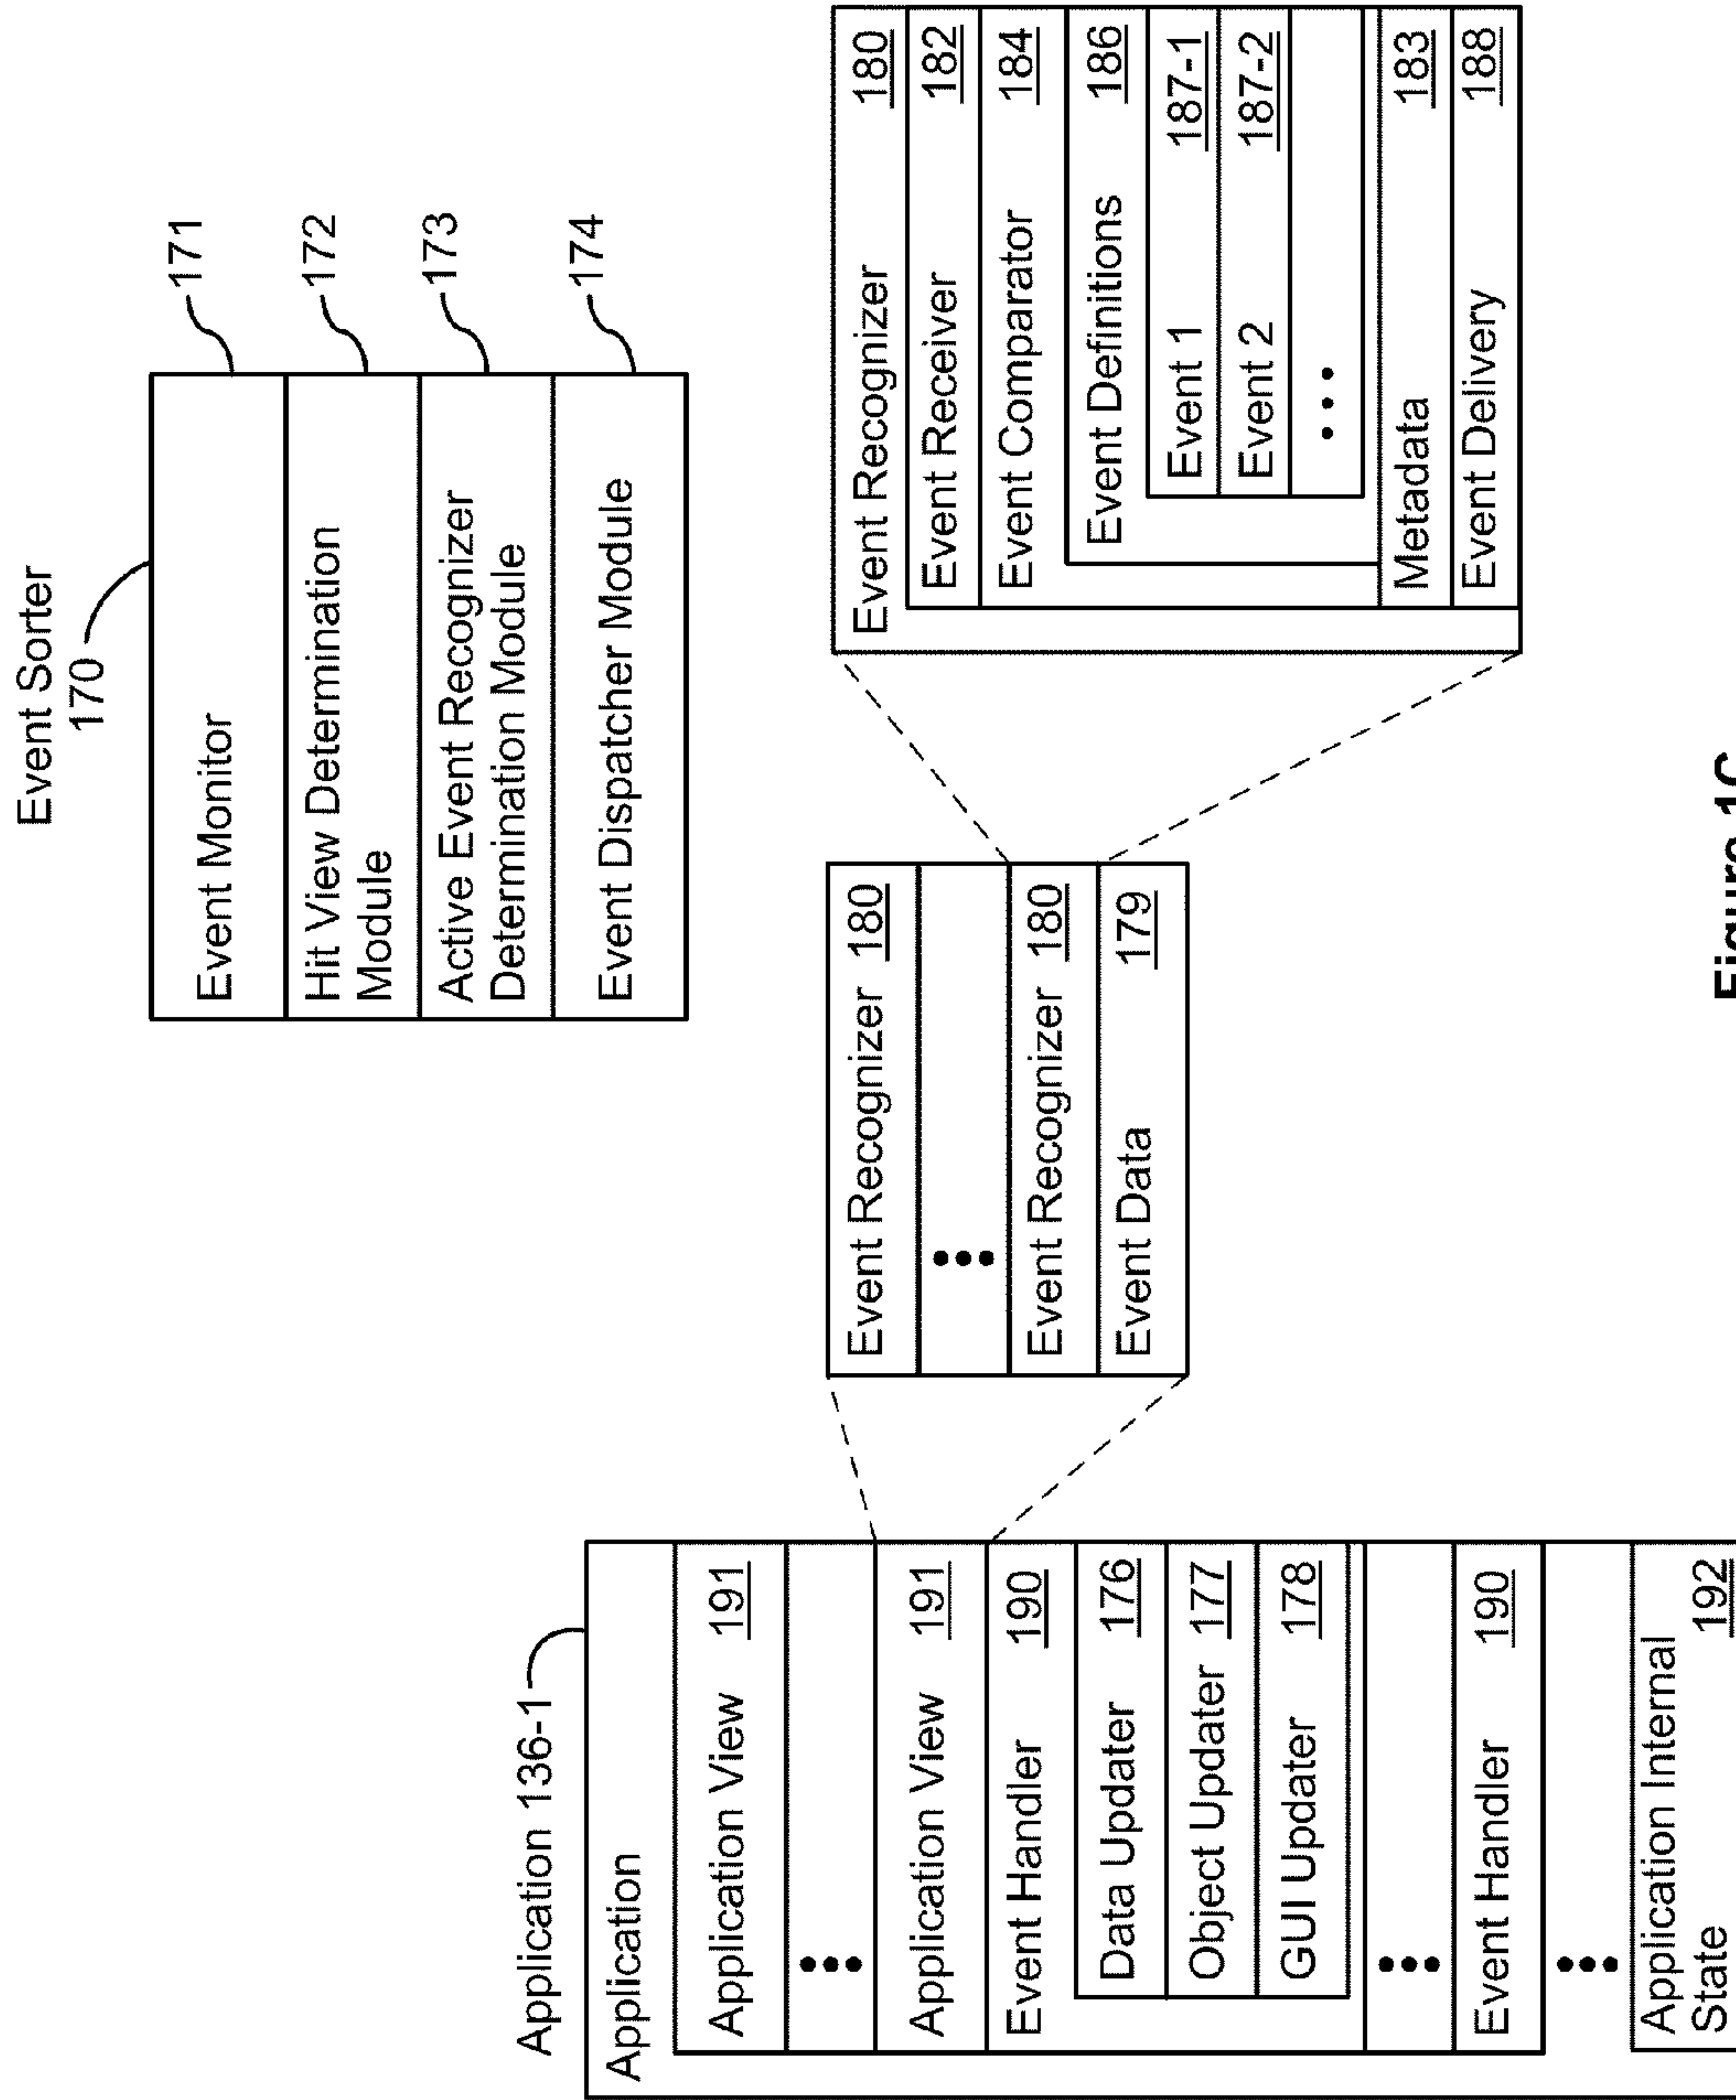 Event Sorter
170
Event Monitor
171
Hit View Determination
Module
172
Active Event Recognizer
Determination Module
173
Event Dispatcher Module
174
Application 136-1
Application
Application View 191
Application View 191
Event Handler 190
Data Updater 176
Object Updater 177
GUI Updater 178
Event Handler 190
Application Internal
State 192
Event Recognizer 180
Event Recognizer 180
Event Data 179
Event Recognizer 180
Event Receiver 182
Event Comparator 184
Event Definitions 186
Event 1 187-1
Event 2 187-2
Metadata 183
Event Delivery 188
Figure 1C